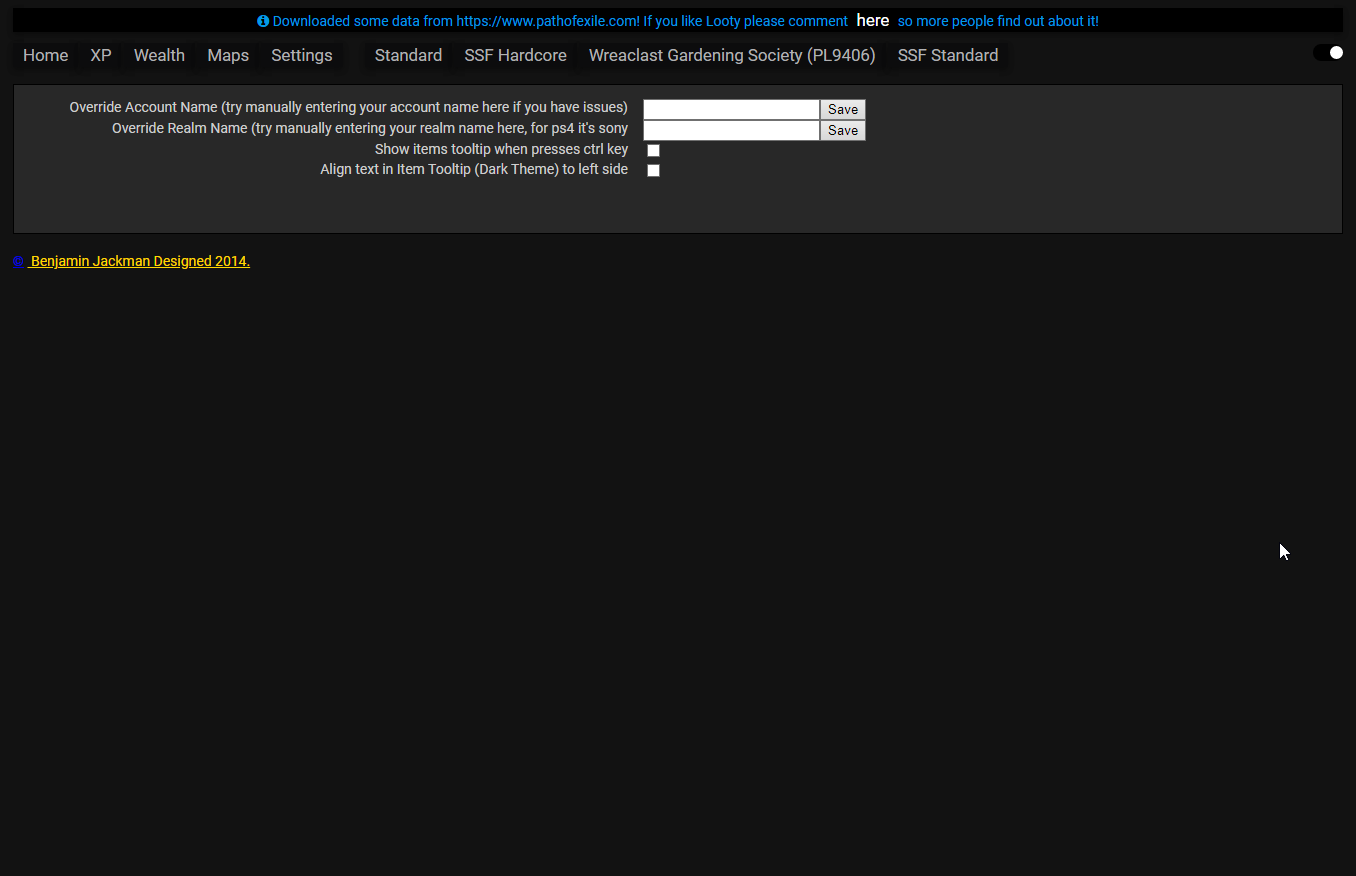 Downloaded some data from https://www.pathofexile.com! If you like Looty please comment here so more people find out about it!
Home XP Wealth Maps Settings Standard SSF Hardcore Wreaclast Gardening Society (PL9406) SSF Standard
Override Account Name (try manually entering your account name here if you have issues) Save
Override Realm Name (try manually entering your realm name here, for ps4 it's sony Save
Show items tooltip when presses ctrl key
Align text in Item Tooltip (Dark Theme) to left side
Benjamin Jackman Designed 2014.